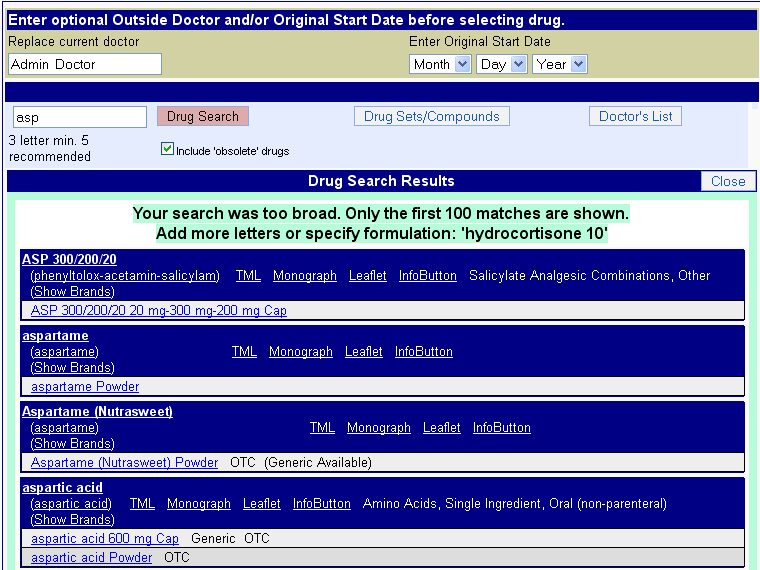 Enter optional Outside Doctor and/or Original Start Date before selecting drug.
Replace current doctor Enter Original Start Date
Admin Doctor Month Day Year
asp Drug Search Drug Sets/Compounds Doctor's List
3 letter min. 5
recommended
Include 'obsolete' drugs
Drug Search Results Close
Your search was too broad. Only the first 100 matches are shown.
Add more letters or specify formulation: 'hydrocortisone 10'
ASP 300/200/20
(phenyltolox-acetamin-salicylam) TML Monograph Leaflet InfoButton Salicylate Analgesic Combinations, Other
(Show Brands)
ASP 300/200/20 20 mg-300 mg-200 mg Cap
aspartame
(aspartame) TML Monograph Leaflet InfoButton
(Show Brands)
aspartame Powder
Aspartame (Nutrasweet)
(aspartame) TML Monograph Leaflet InfoButton
(Show Brands)
Aspartame (Nutrasweet) Powder OTC (Generic Available)
aspartic acid
(aspartic acid) TML Monograph Leaflet InfoButton Amino Acids, Single Ingredient, Oral (non-parenteral)
(Show Brands)
aspartic acid 600 mg Cap Generic OTC
aspartic acid Powder OTC